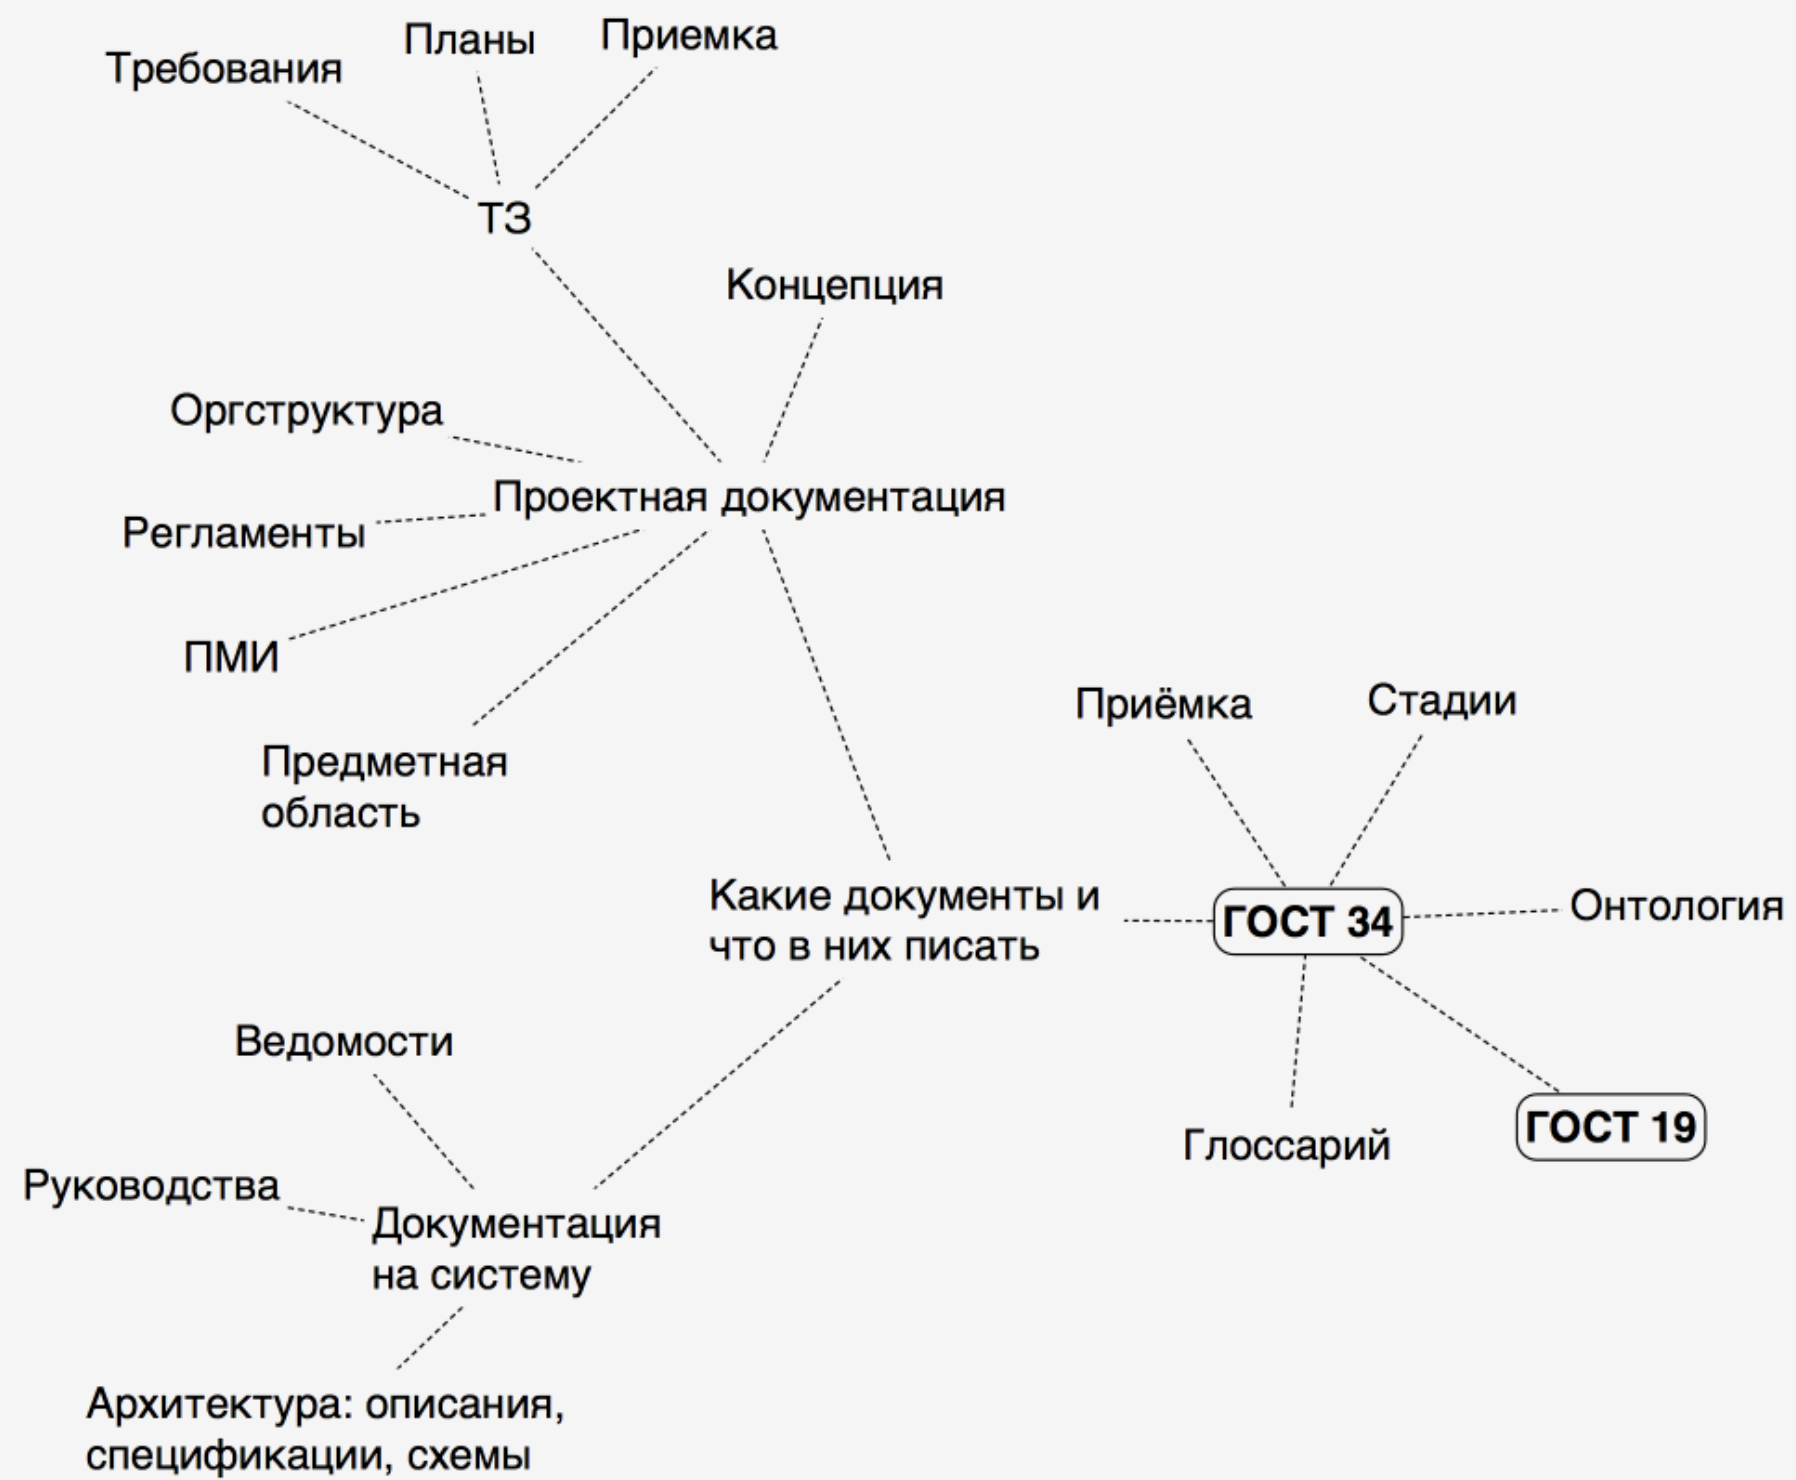 Планы
Приемка
Требования
ТЗ
Концепция
Оргструктура
Проектная документация
Регламенты
ПМИ
Предметная
область
Приёмка
Стадии
Какие документы и
что в них писать
ГОСТ 34
Онтология
Ведомости
Глоссарий
ГОСТ 19
Руководства
Документация
на систему
Архитектура: описания,
спецификации, схемы